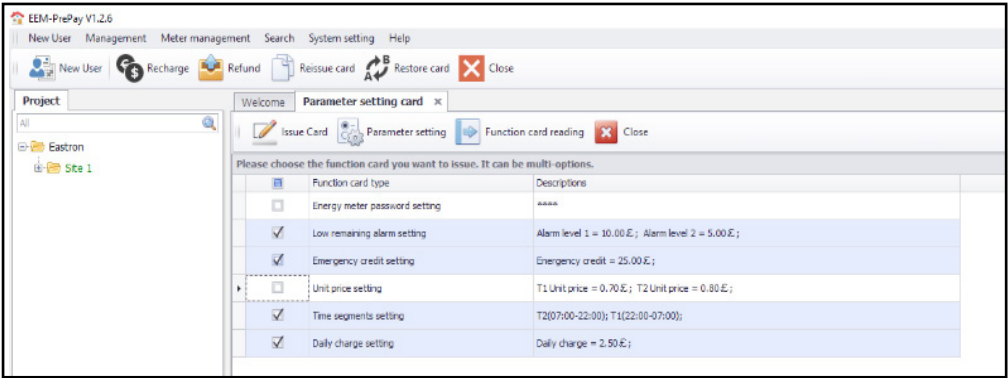 EEM-PrePay V1.2.6
New User Management Meter management Search System setting Help
New User Recharge Refund Reissue card Restore card Close
Project
Welcome Parameter setting card ×
All
Issue Card Parameter setting Function card reading Close
Eastron
Site 1
Please choose the function card you want to issue. It can be multi-options.
Function card type Descriptions
Energy meter password setting ****
Low remaining alarm setting Alarm level 1 = 10.00£; Alarm level 2 = 5.00£;
Emergency credit setting Energency credit = 25.00£;
Unit price setting T1 Unit price = 0.70£; T2 Unit price = 0.80£;
Time segments setting T2(07:00-22:00); T1(22:00-07:00);
Daily charge setting Daily charge = 2.50£;